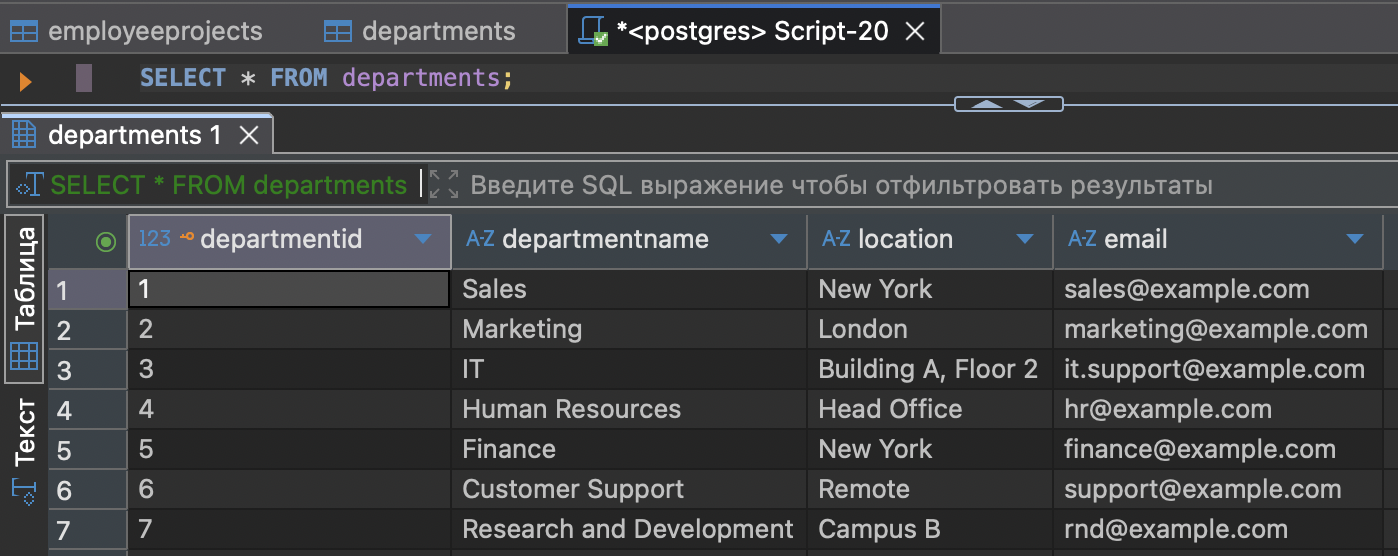 employeeprojects departments *<postgres> Script-20
SELECT * FROM departments;
departments 1
SELECT * FROM departments Введите SQL выражение чтобы отфильтровать результаты
Таблица
Текст
123 departmentid A-Z departmentname A-Z location A-Z email
1 1 Sales New York sales@example.com
2 2 Marketing London marketing@example.com
3 3 IT Building A, Floor 2 it.support@example.com
4 4 Human Resources Head Office hr@example.com
5 5 Finance New York finance@example.com
6 6 Customer Support Remote support@example.com
7 7 Research and Development Campus B rnd@example.com